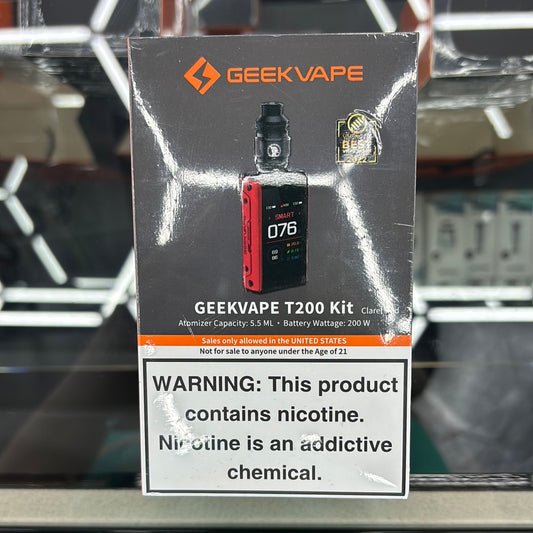 GEEKVAPE
BEST
2022
SMART
076
GEEKVAPE T200 Kit
Atomizer Capacity: 5.5 ML • Battery Wattage: 200 W
Sales only allowed in the UNITED STATES
Not for sale to anyone under the Age of 21
WARNING: This product
contains nicotine.
Nicotine is an addictive
chemical.